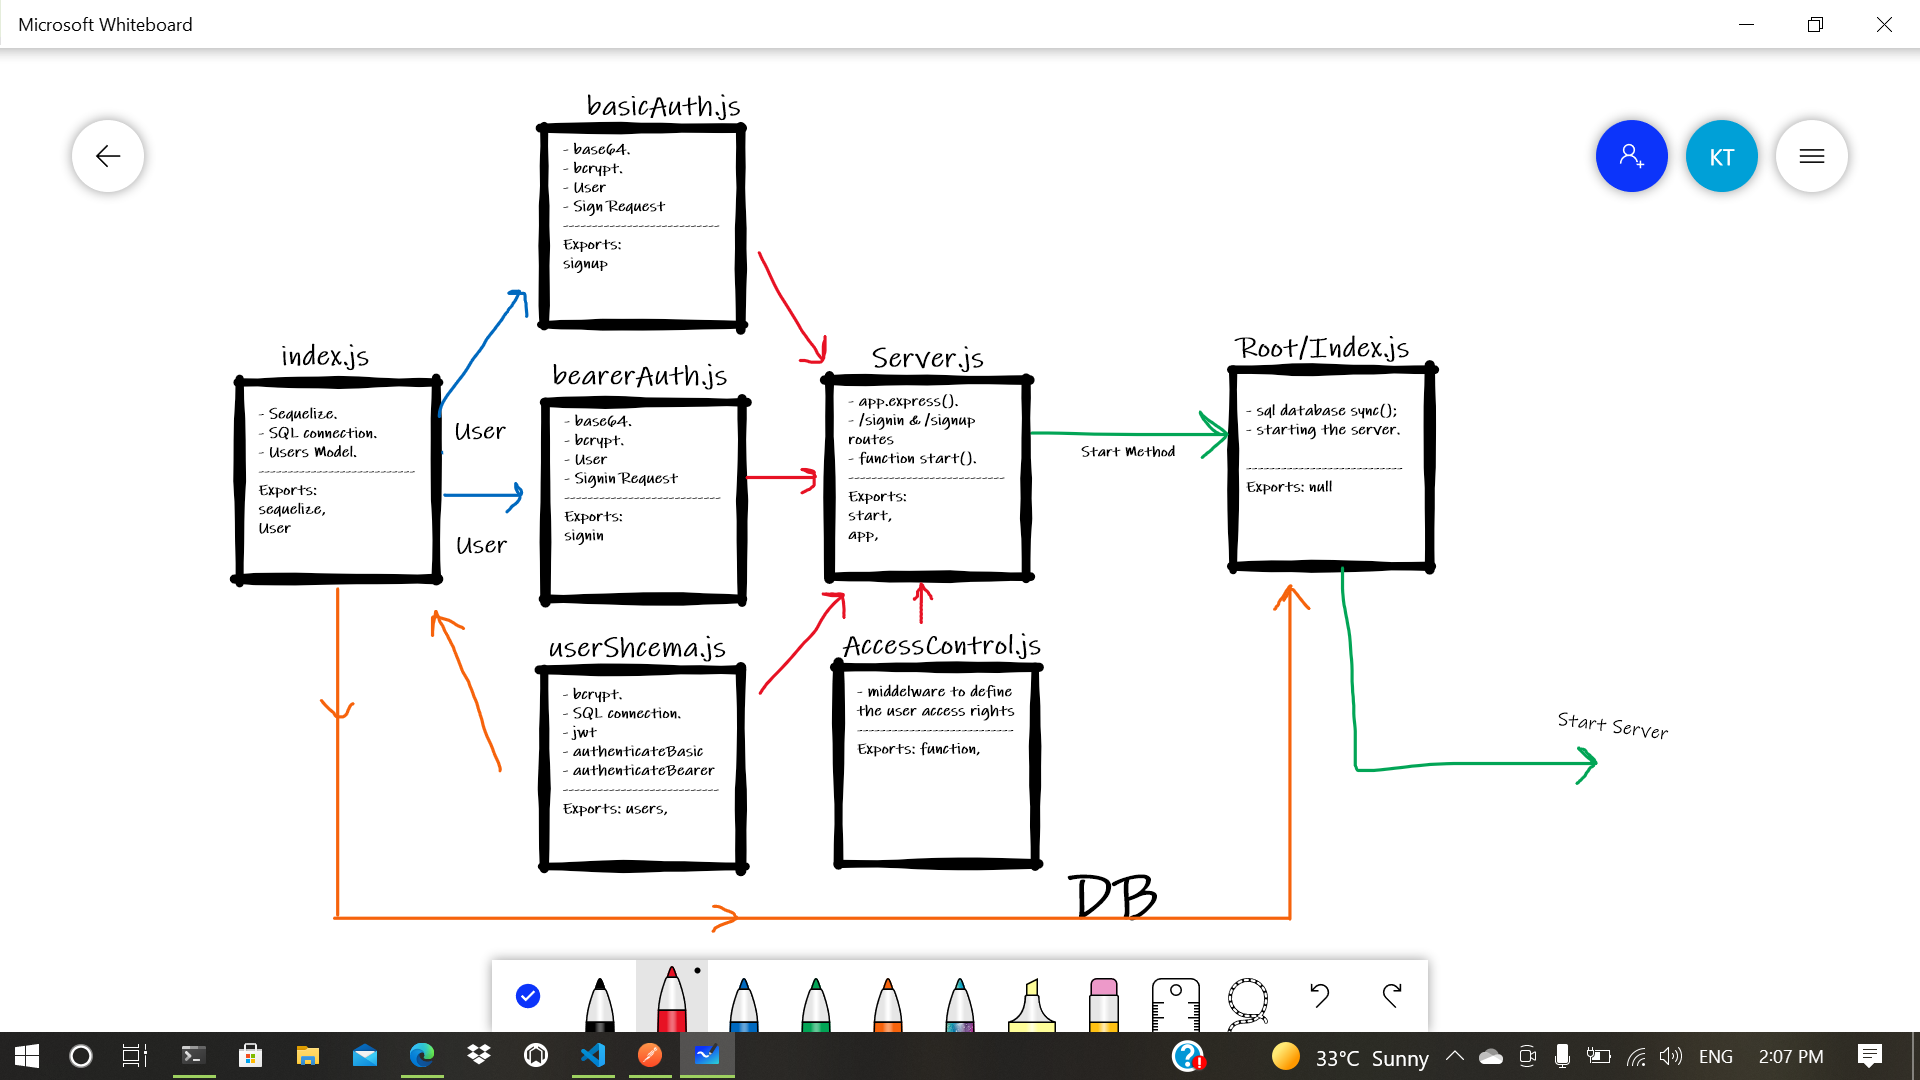 Microsoft Whiteboard
KT
basicAuth.js
- base64.
- bcrypt.
- User
- Sign Request
----------------------------
Exports:
signup
index.js
- Sequelize.
- SQL connection.
- Users Model.
----------------------------
Exports:
sequelize,
User
User
User
bearerAuth.js
- base64.
- bcrypt.
- User
- Signin Request
----------------------------
Exports:
signin
userShcema.js
- bcrypt.
- SQL connection.
- jwt
- authenticateBasic
- authenticateBearer
----------------------------
Exports: users,
Server.js
- app.express().
- /signin & /signup
routes
- function start().
----------------------------
Exports:
start,
app,
AccessControl.js
- middelware to define
the user access rights
----------------------------
Exports: function,
Start Method
Root/Index.js
- sql database sync();
- starting the server.
----------------------------
Exports: null
Start Server
DB
33°C Sunny
ENG
2:07 PM